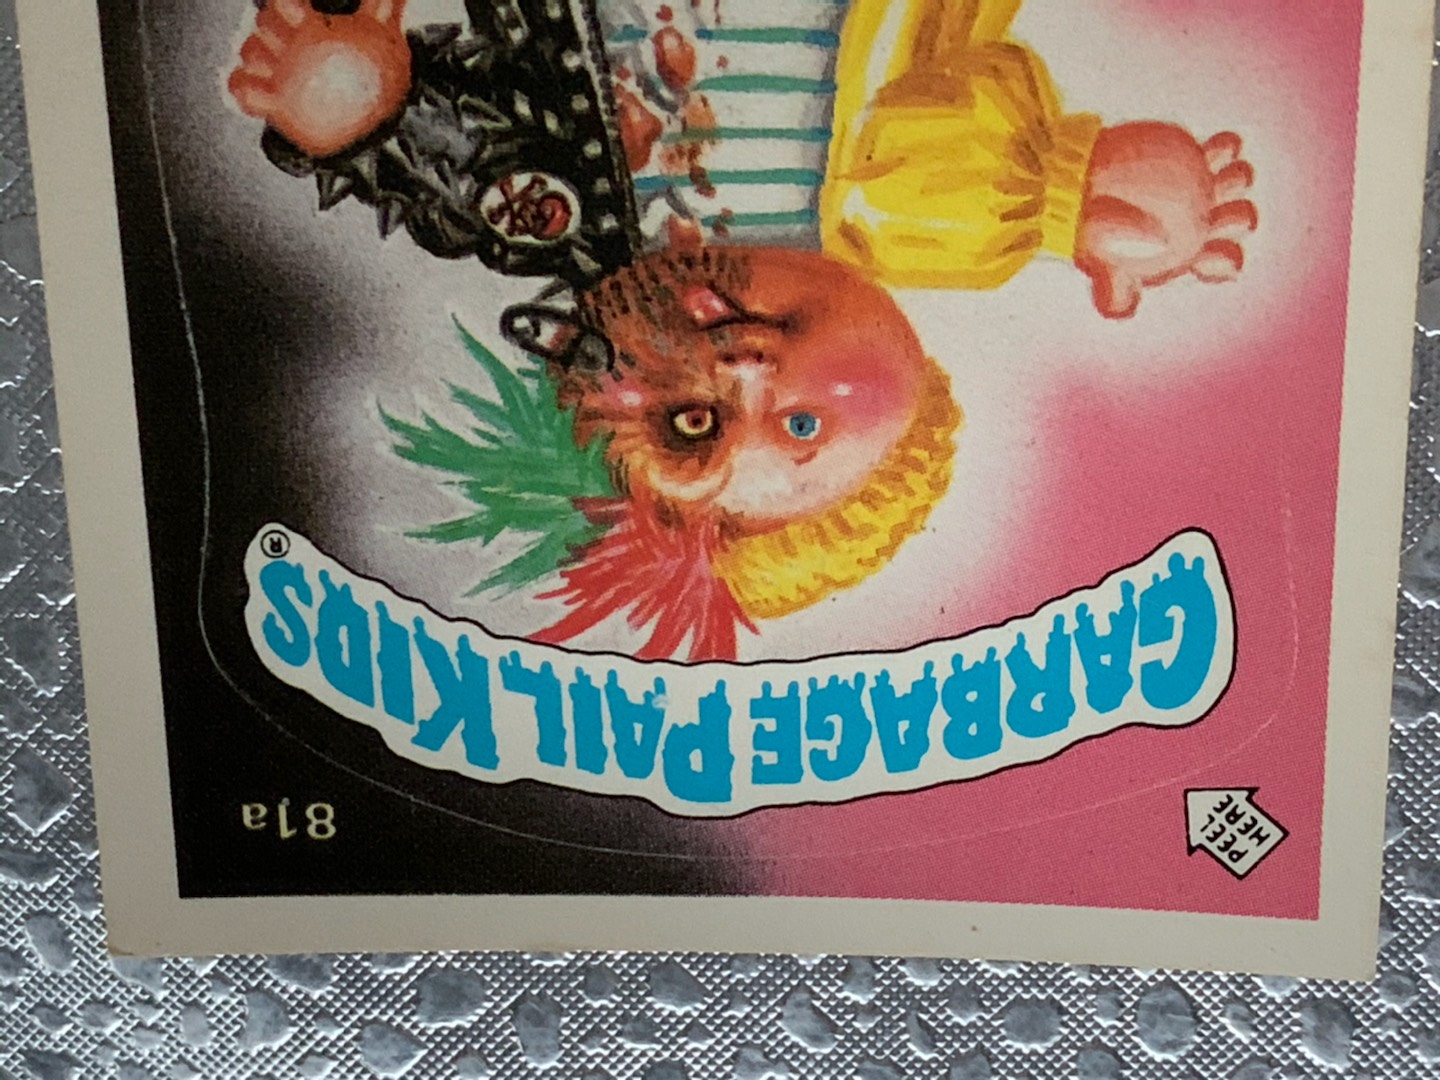 PEEL
HERE
81a
GARBAGE PAIL KIDS
®